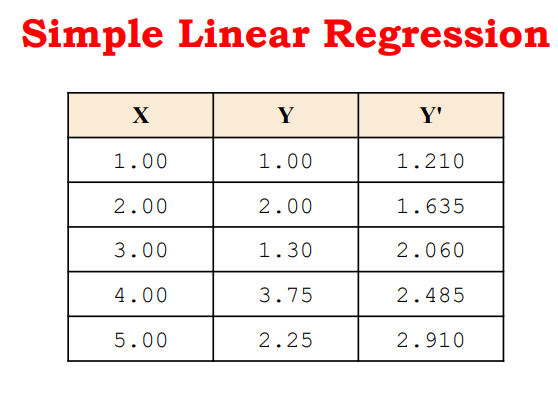 Simple Linear Regression
X Y Y'
1.00 1.00 1.210
2.00 2.00 1.635
3.00 1.30 2.060
4.00 3.75 2.485
5.00 2.25 2.910